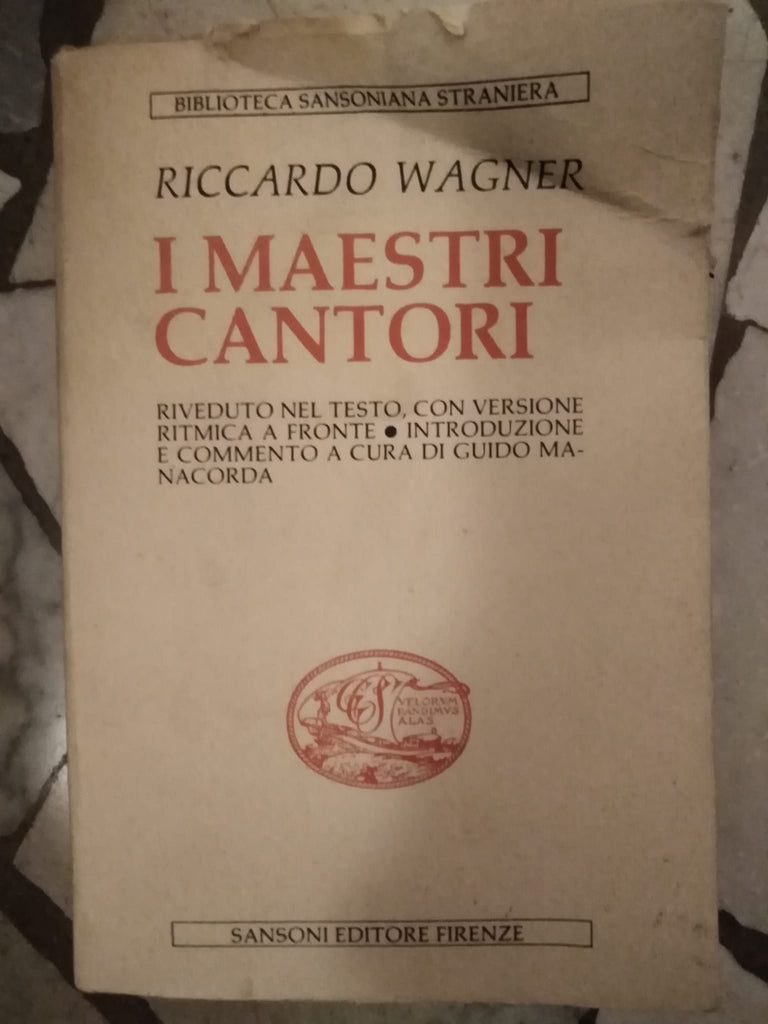 BIBLIOTECA SANSONIANA STRANIERA
RICCARDO WAGNER
I MAESTRI
CANTORI
RIVEDUTO NEL TESTO, CON VERSIONE
RITMICA A FRONTE ● INTRODUZIONE
E COMMENTO A CURA DI GUIDO MA-
NACORDA
GCS
VELORVM
PANDIMVS
ALAS
SANSONI EDITORE FIRENZE